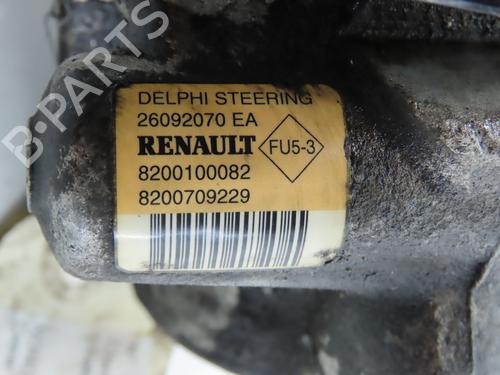 DELPHI STEERING
26092070 EA
RENAULT FU5-3
8200100082
8200709229
B-PARTS